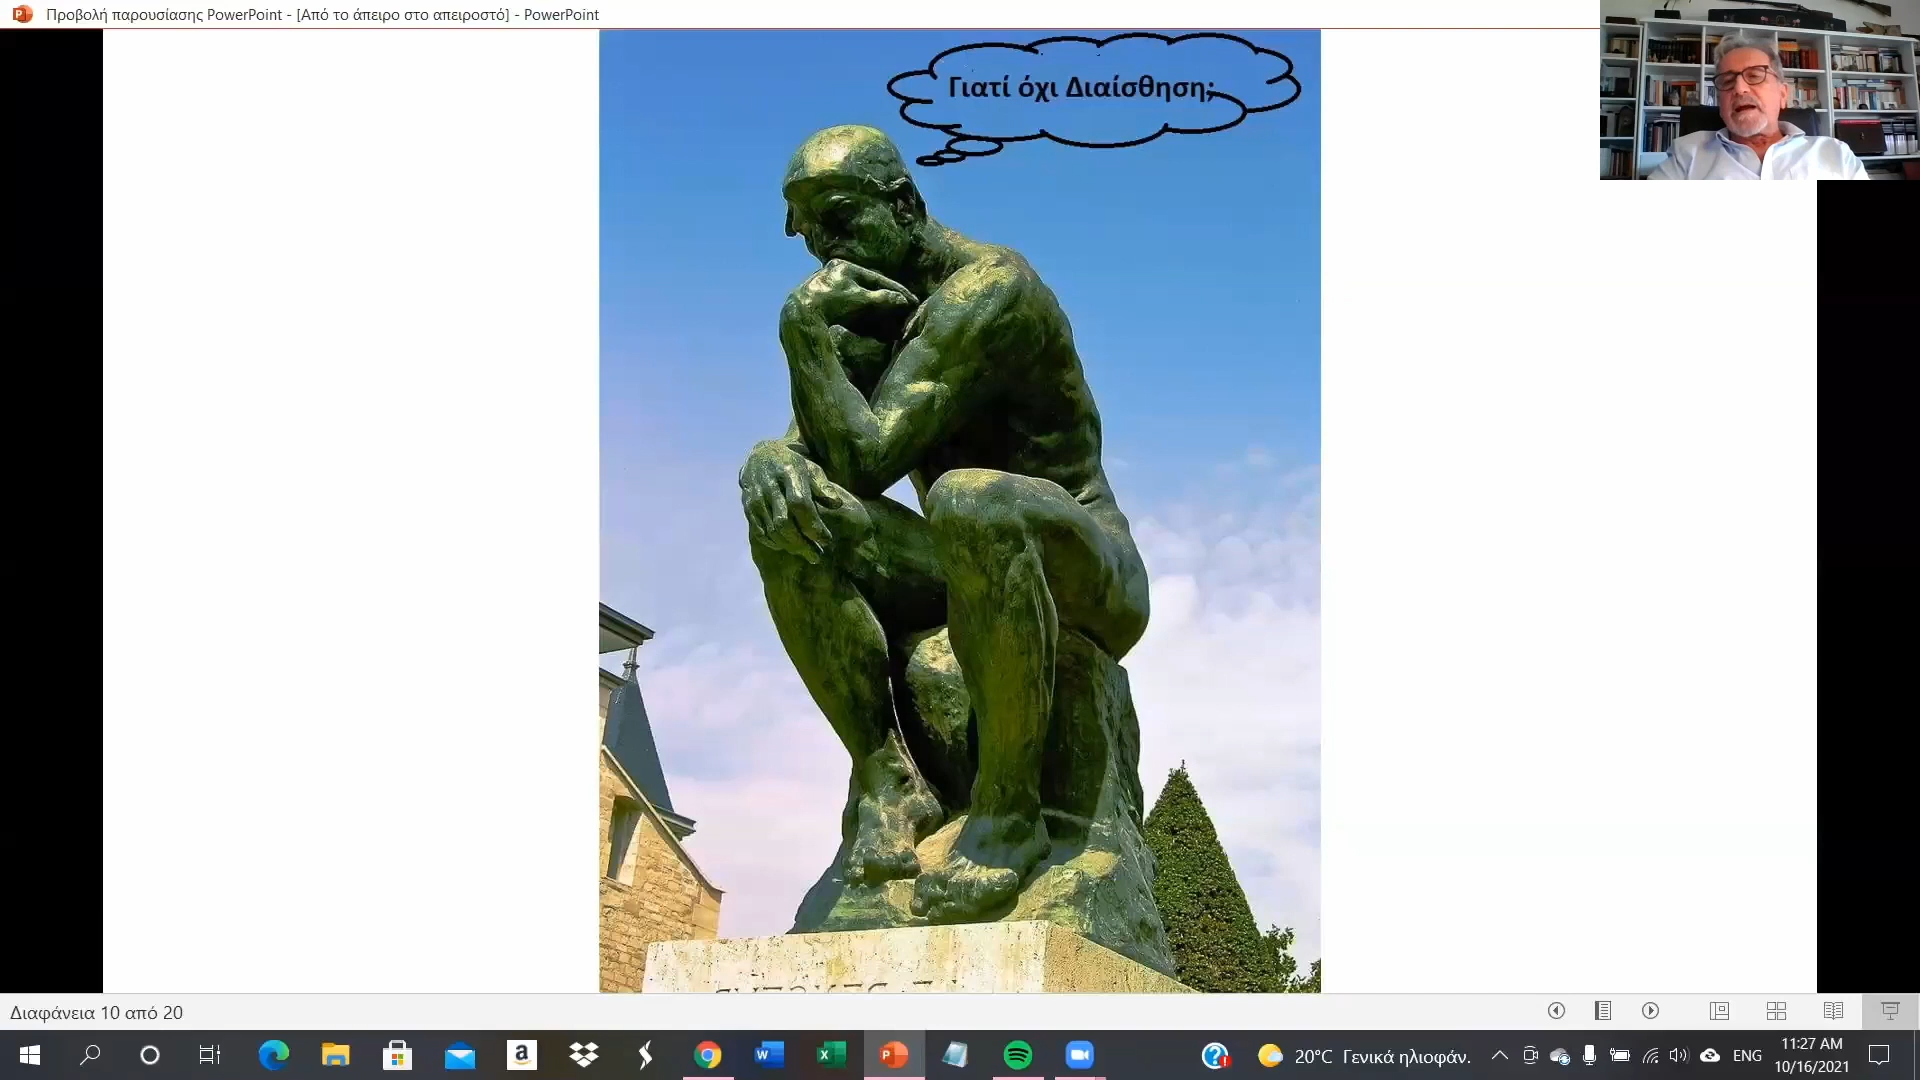 Προβολή παρουσίασης PowerPoint - [Από το άπειρο στο απειροστό] - PowerPoint
Γιατί όχι Διαίσθηση;
Διαφάνεια 10 από 20
20°C Γενικά ηλιοφάν.
ENG
11:27 AM
10/16/2021